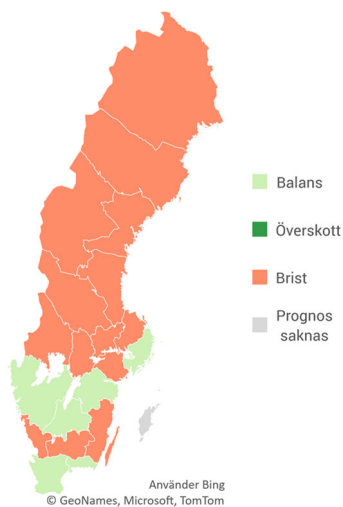 Balans
Överskott
Brist
Prognos
saknas
Använder Bing
© GeoNames, Microsoft, TomTom